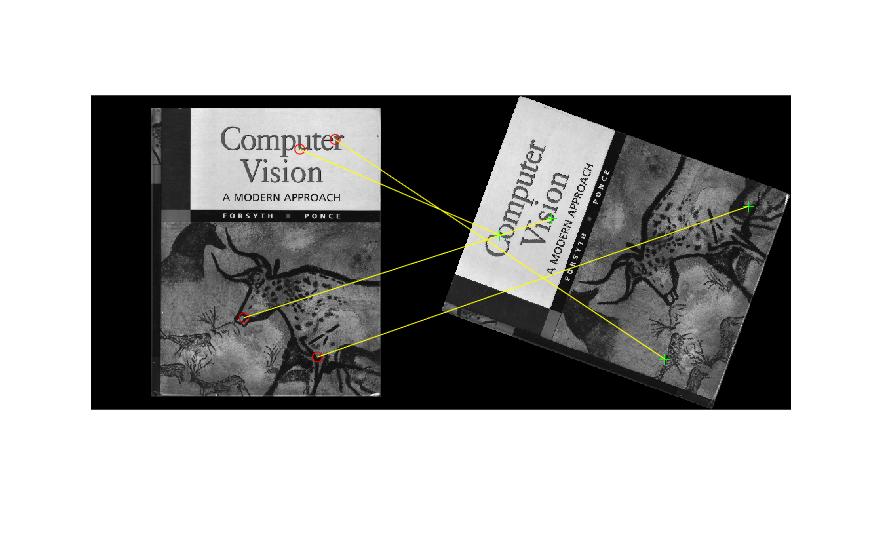 Computer
Vision
A MODERN APPROACH
FORSYTH PONCE
Computer
Vision
A MODERN APPROACH
FORSYTH PONCE